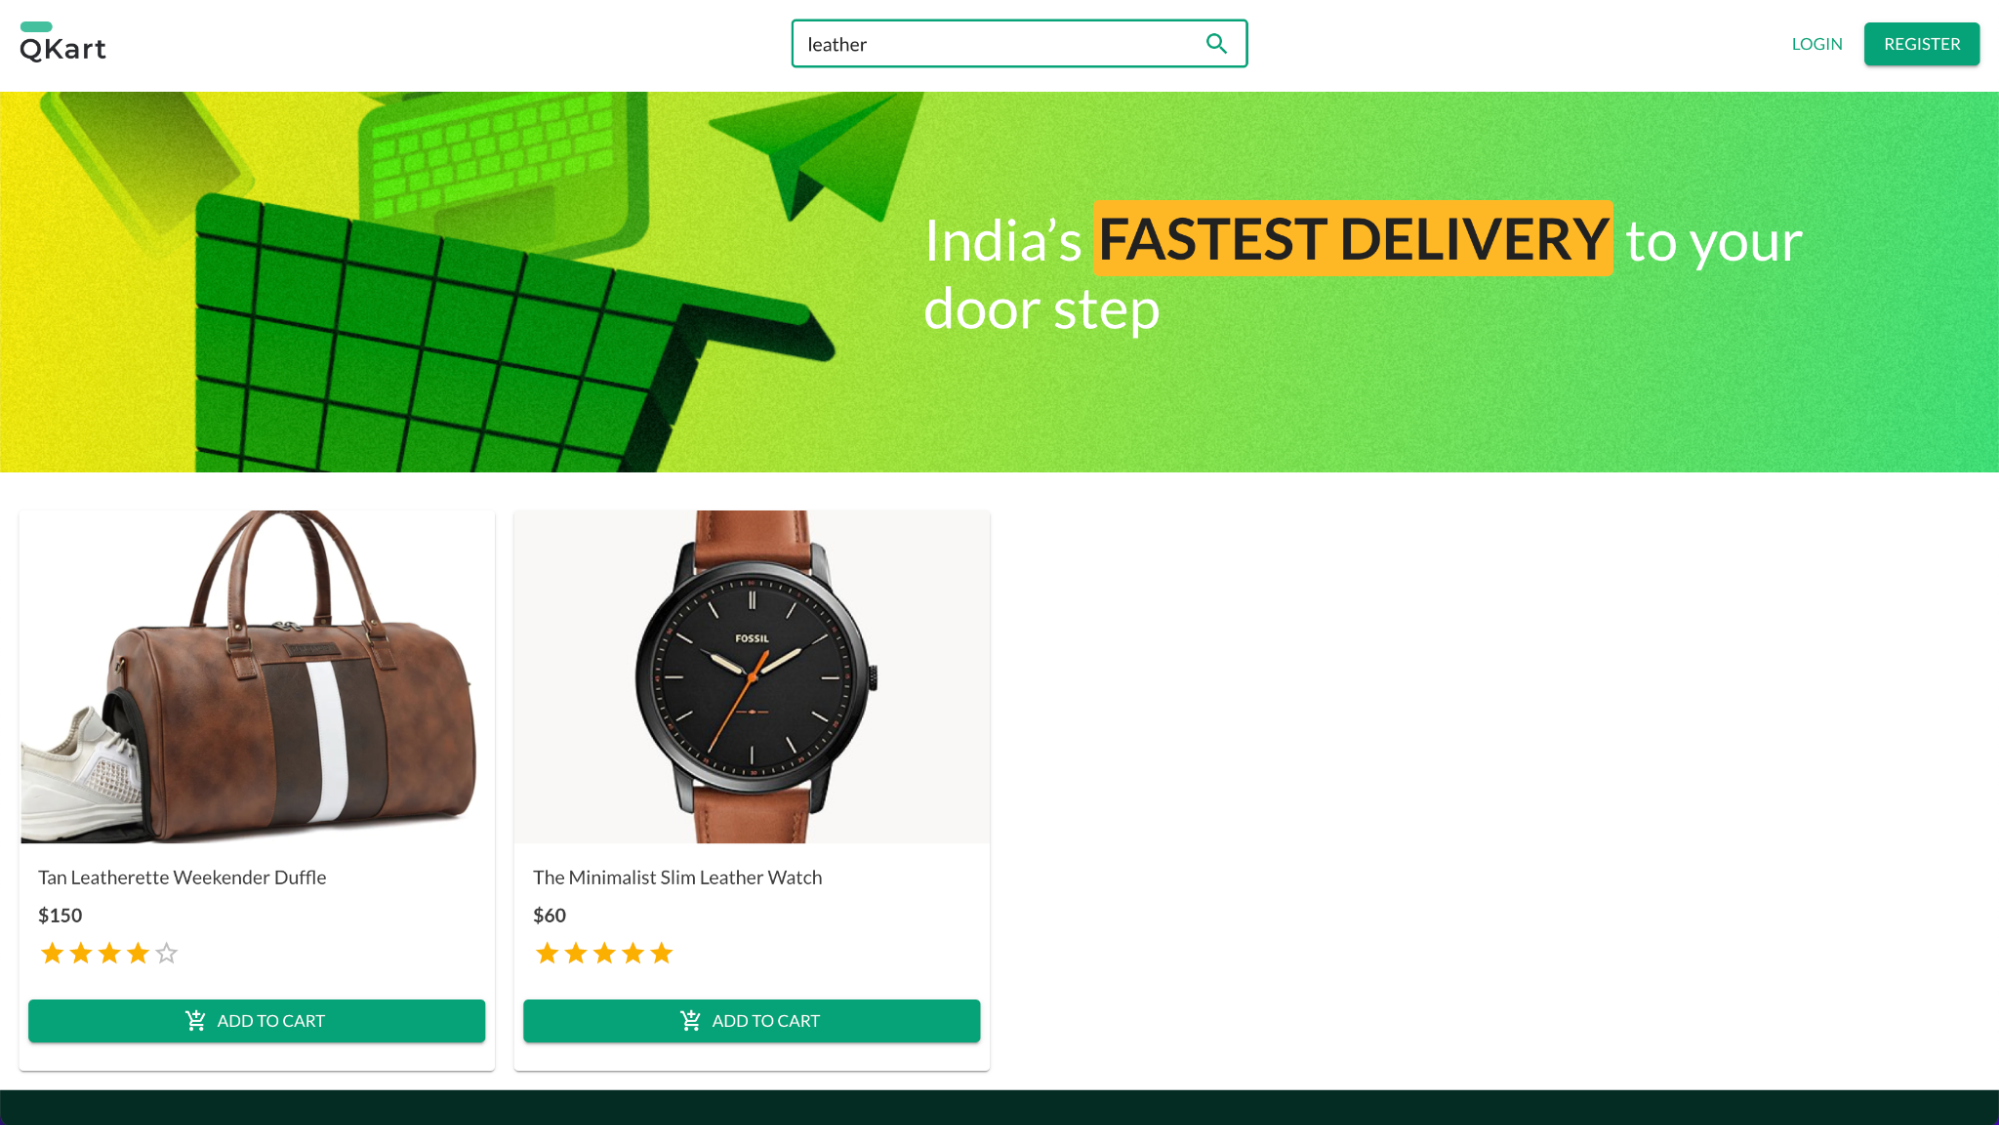 QKart
leather
LOGIN
REGISTER
India’s FASTEST DELIVERY to your
door step
FOSSIL
Tan Leatherette Weekender Duffle
$150
ADD TO CART
The Minimalist Slim Leather Watch
$60
ADD TO CART